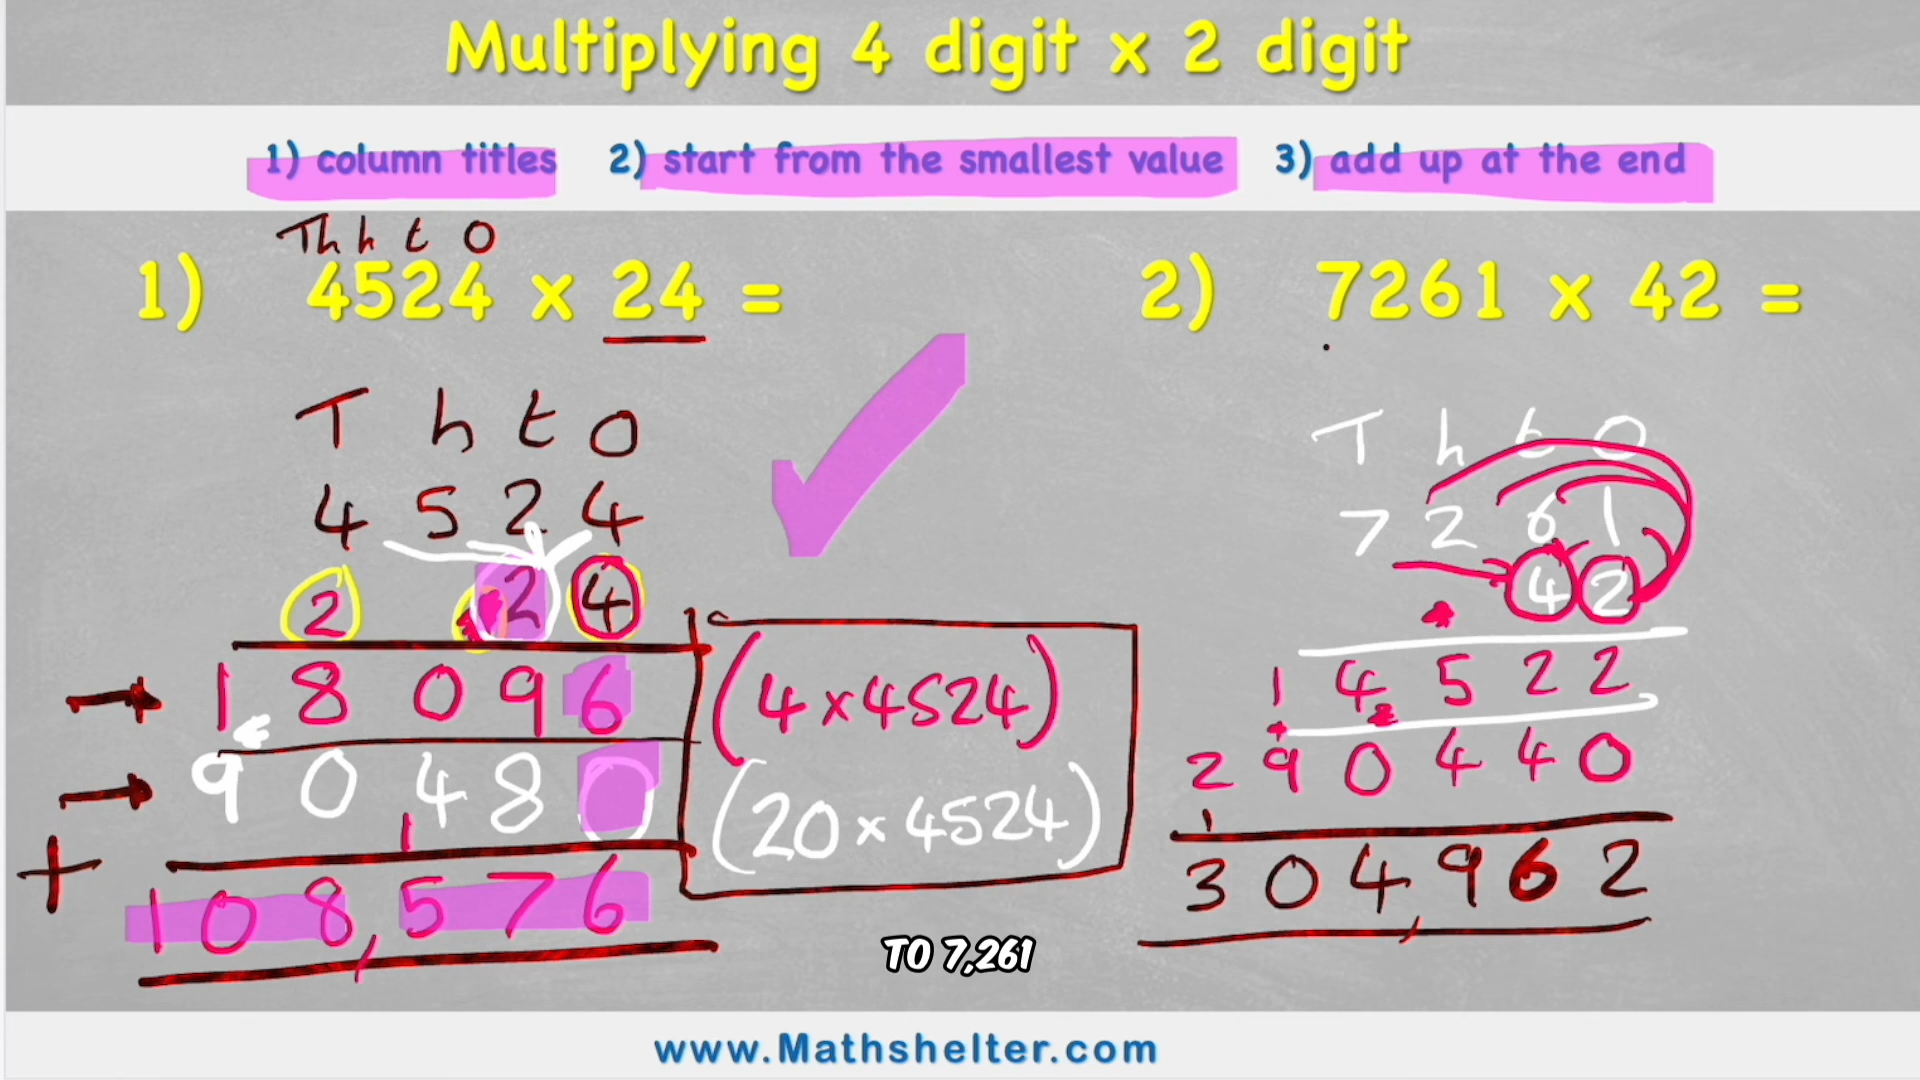 Multiplying 4 digit x 2 digit
1) column titles 2) start from the smallest value 3) add up at the end
Th h t O
1) 4524 x 24 =
T h t O
4 5 2 4
2 2 4
1 8 0 9 6 (4 x 4524)
9 0 4 8 0 (20 x 4524)
1
+
1 0 8 , 5 7 6
2) 7261 x 42 =
T h t O
7 2 6 1
4 2
1 4 5 2 2
2 9 0 4 4 0
1
3 0 4 , 9 6 2
TO 7,261
www.Mathshelter.com